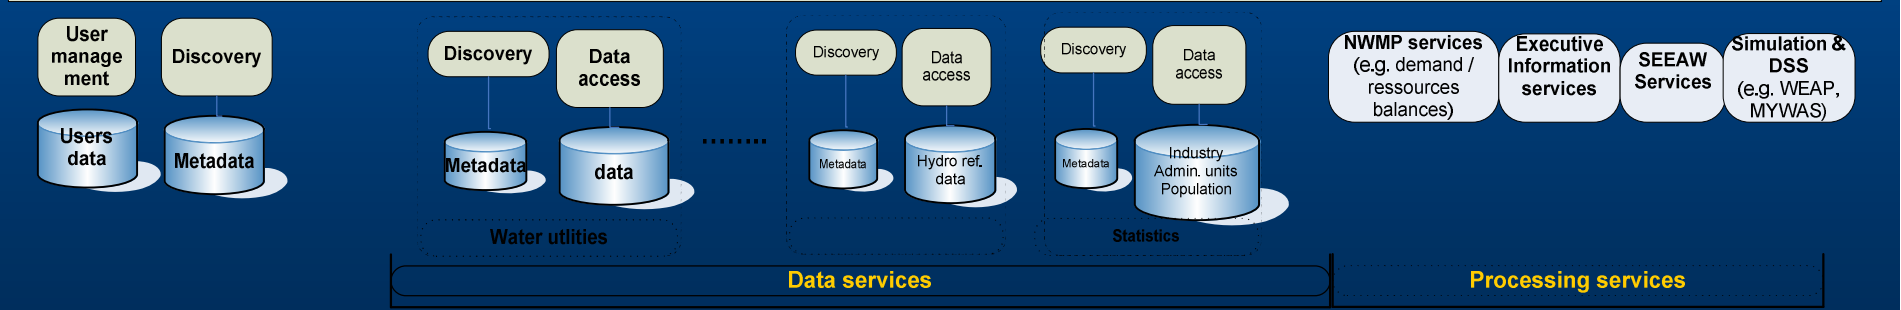 User
manage
ment
Discovery
Users
data
Metadata
Discovery
Data
access
Metadata
data
Water utlities
........
Discovery
Data
access
Metadata
Hydro ref.
data
Discovery
Data
access
Metadata
Industry
Admin. units
Population
Statistics
Data services
NWMP services
(e.g. demand /
ressources
balances)
Executive
Information
services
SEEAW
Services
Simulation &
DSS
(e.g. WEAP,
MYWAS)
Processing services